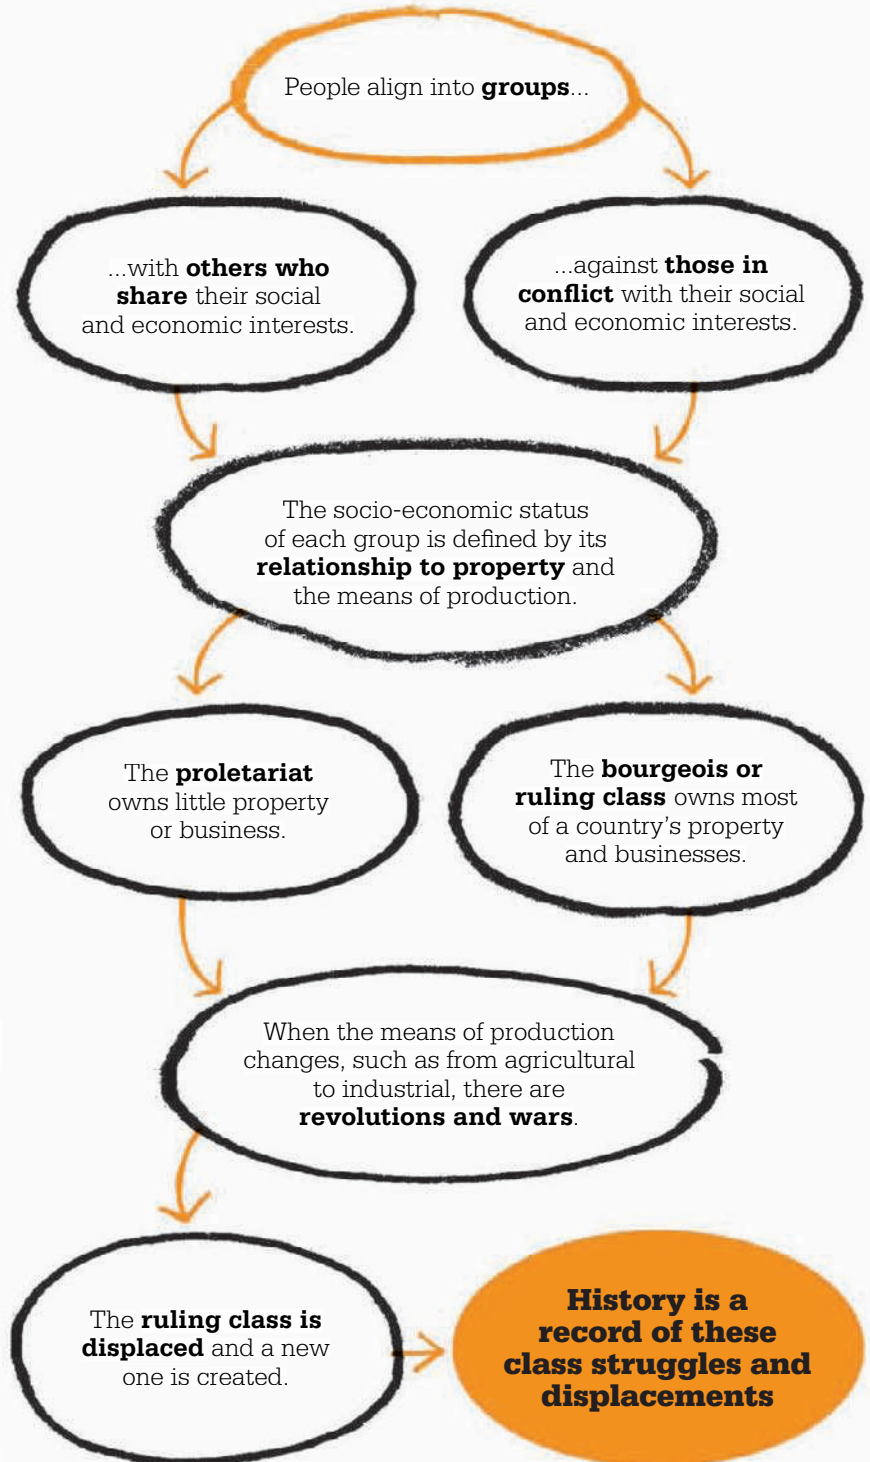 People align into groups...
...with others who
share their social
and economic interests.
...against those in
conflict with their social
and economic interests.
The socio-economic status
of each group is defined by its
relationship to property and
the means of production.
The proletariat
owns little property
or business.
The bourgeois or
ruling class owns most
of a country’s property
and businesses.
When the means of production
changes, such as from agricultural
to industrial, there are
revolutions and wars.
The ruling class is
displaced and a new
one is created.
History is a
record of these
class struggles and
displacements